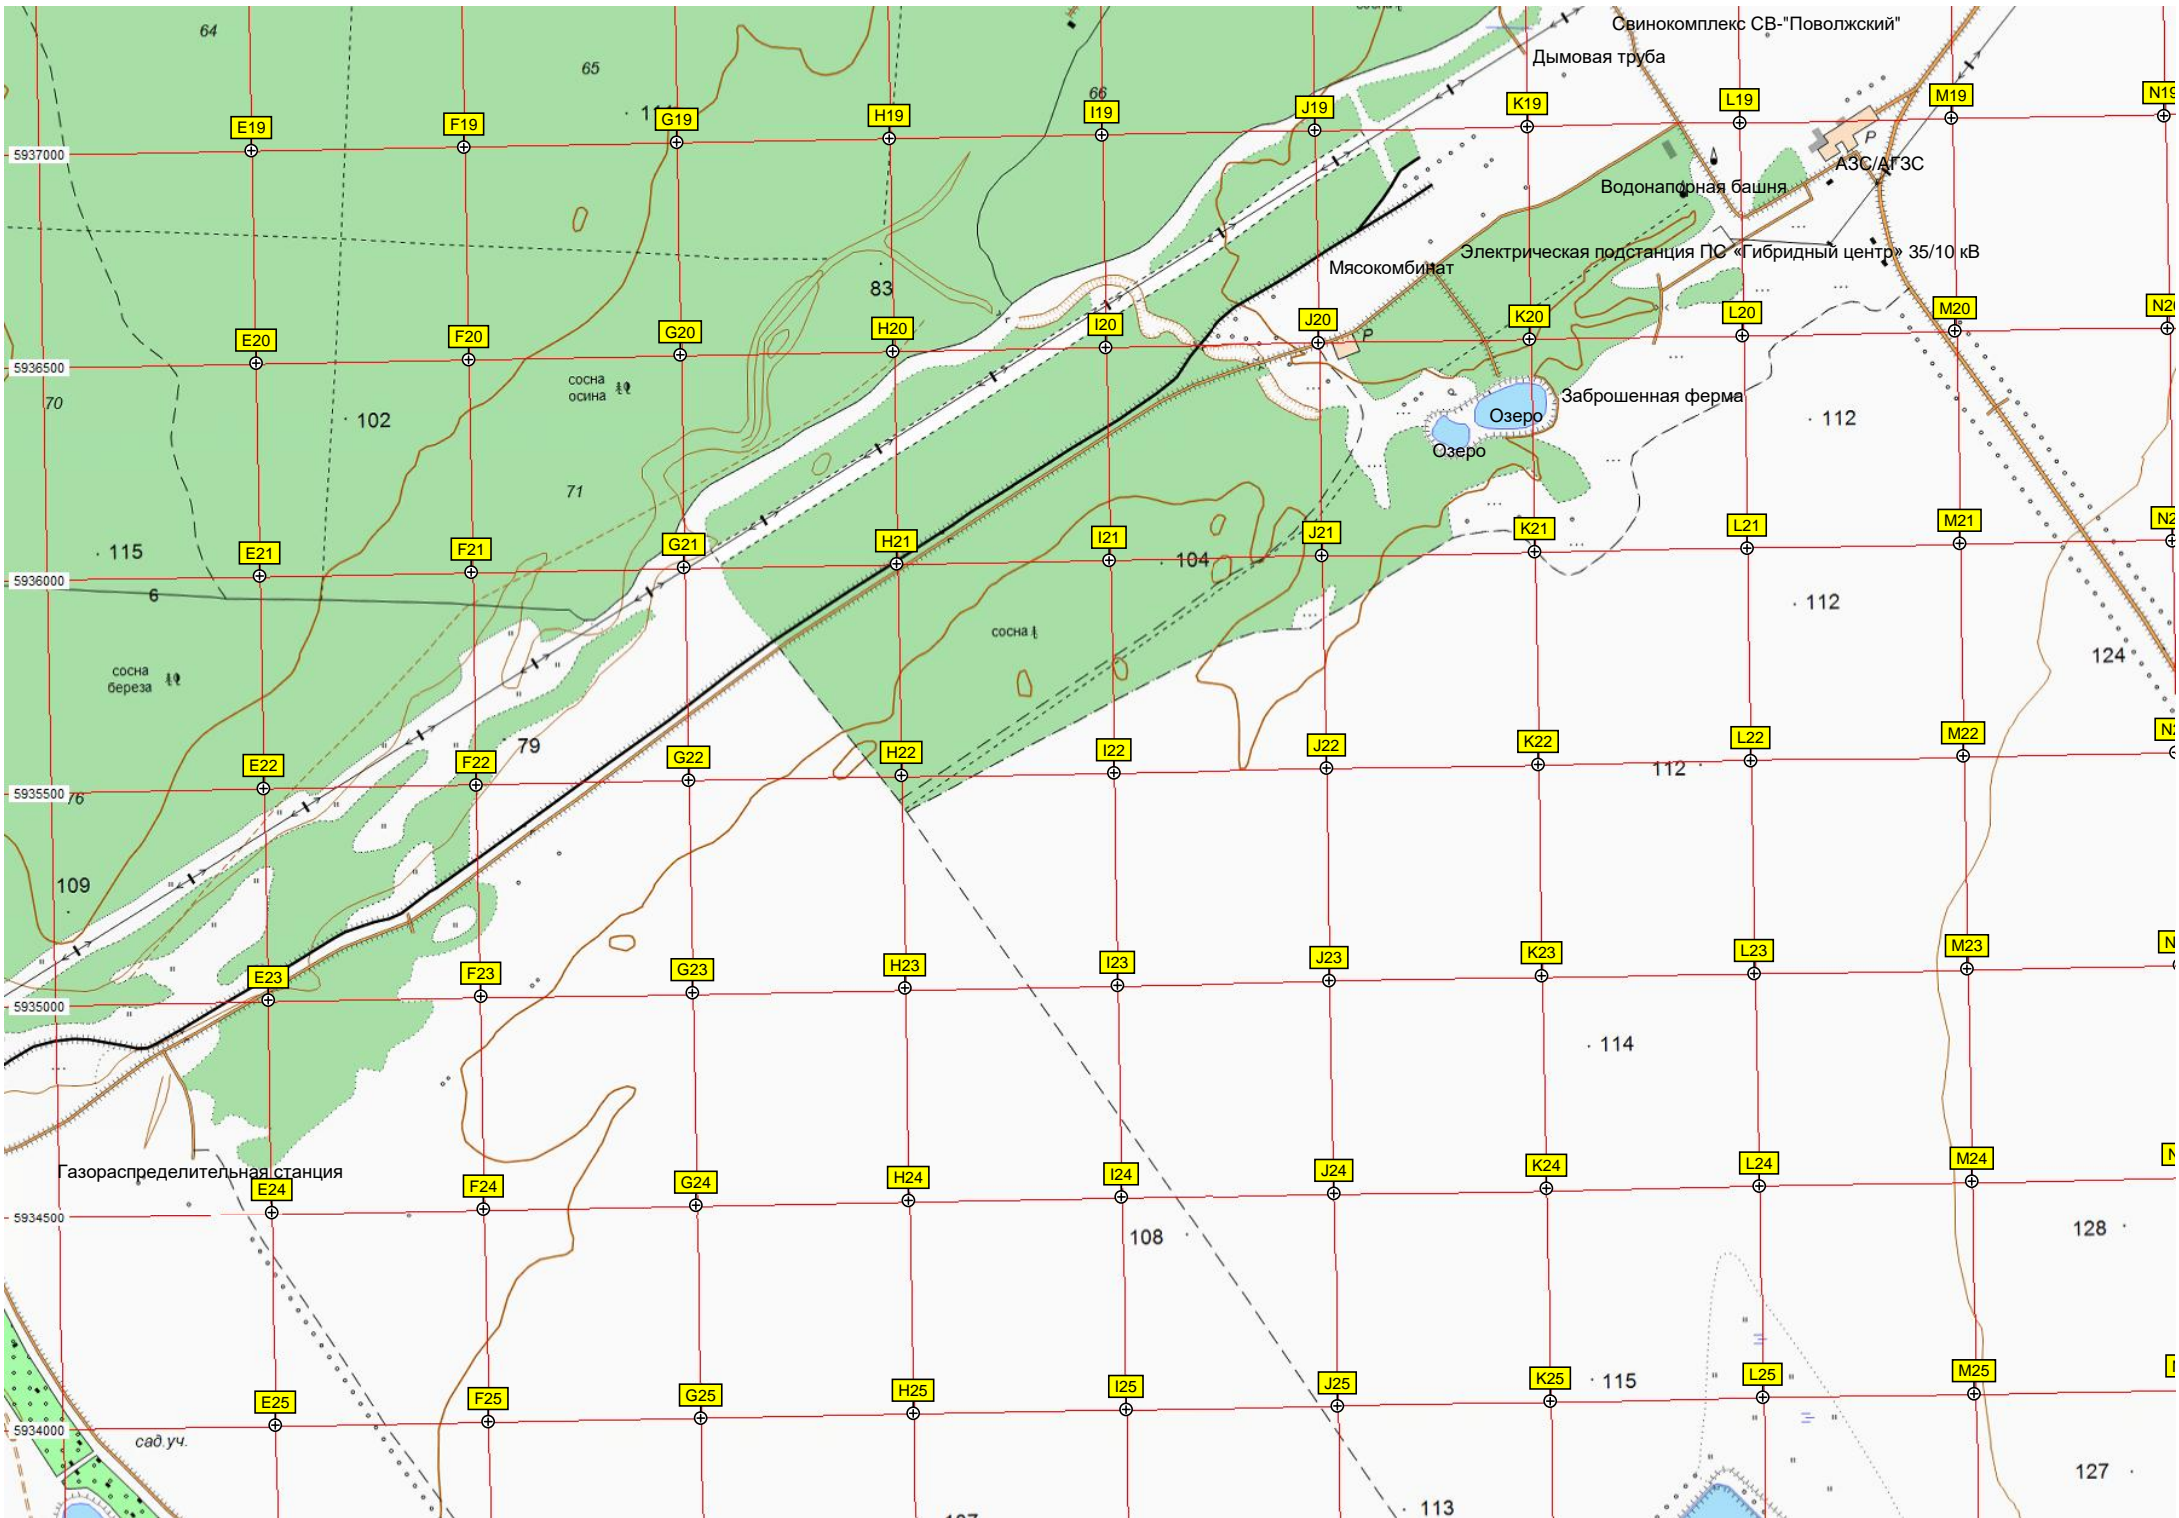 64
Свинокомплекс СВ-"Поволжский"
Дымовая труба
65
66
E19
F19
G19
H19
I19
J19
K19
L19
M19
N19
5937000
P
АЗС/АГЗС
Водонапорная башня
Электрическая подстанция ПС «Гибридный центр» 35/10 кВ
Мясокомбинат
83
E20
F20
G20
H20
I20
J20
K20
L20
M20
P
5936500
сосна
осина
70
102
Заброшенная ферма
Озеро
112
Озеро
71
115
E21
F21
G21
H21
I21
J21
K21
L21
M21
104
5936000
6
112
сосна
124
сосна
береза
79
E22
F22
G22
H22
I22
J22
K22
L22
M22
112
5935500
76
109
E23
F23
G23
H23
I23
J23
K23
L23
M23
5935000
114
Газораспределительная станция
E24
F24
G24
H24
I24
J24
K24
L24
M24
5934500
108
128
E25
F25
G25
H25
I25
J25
K25
L25
M25
115
5934000
сад.уч.
127
113